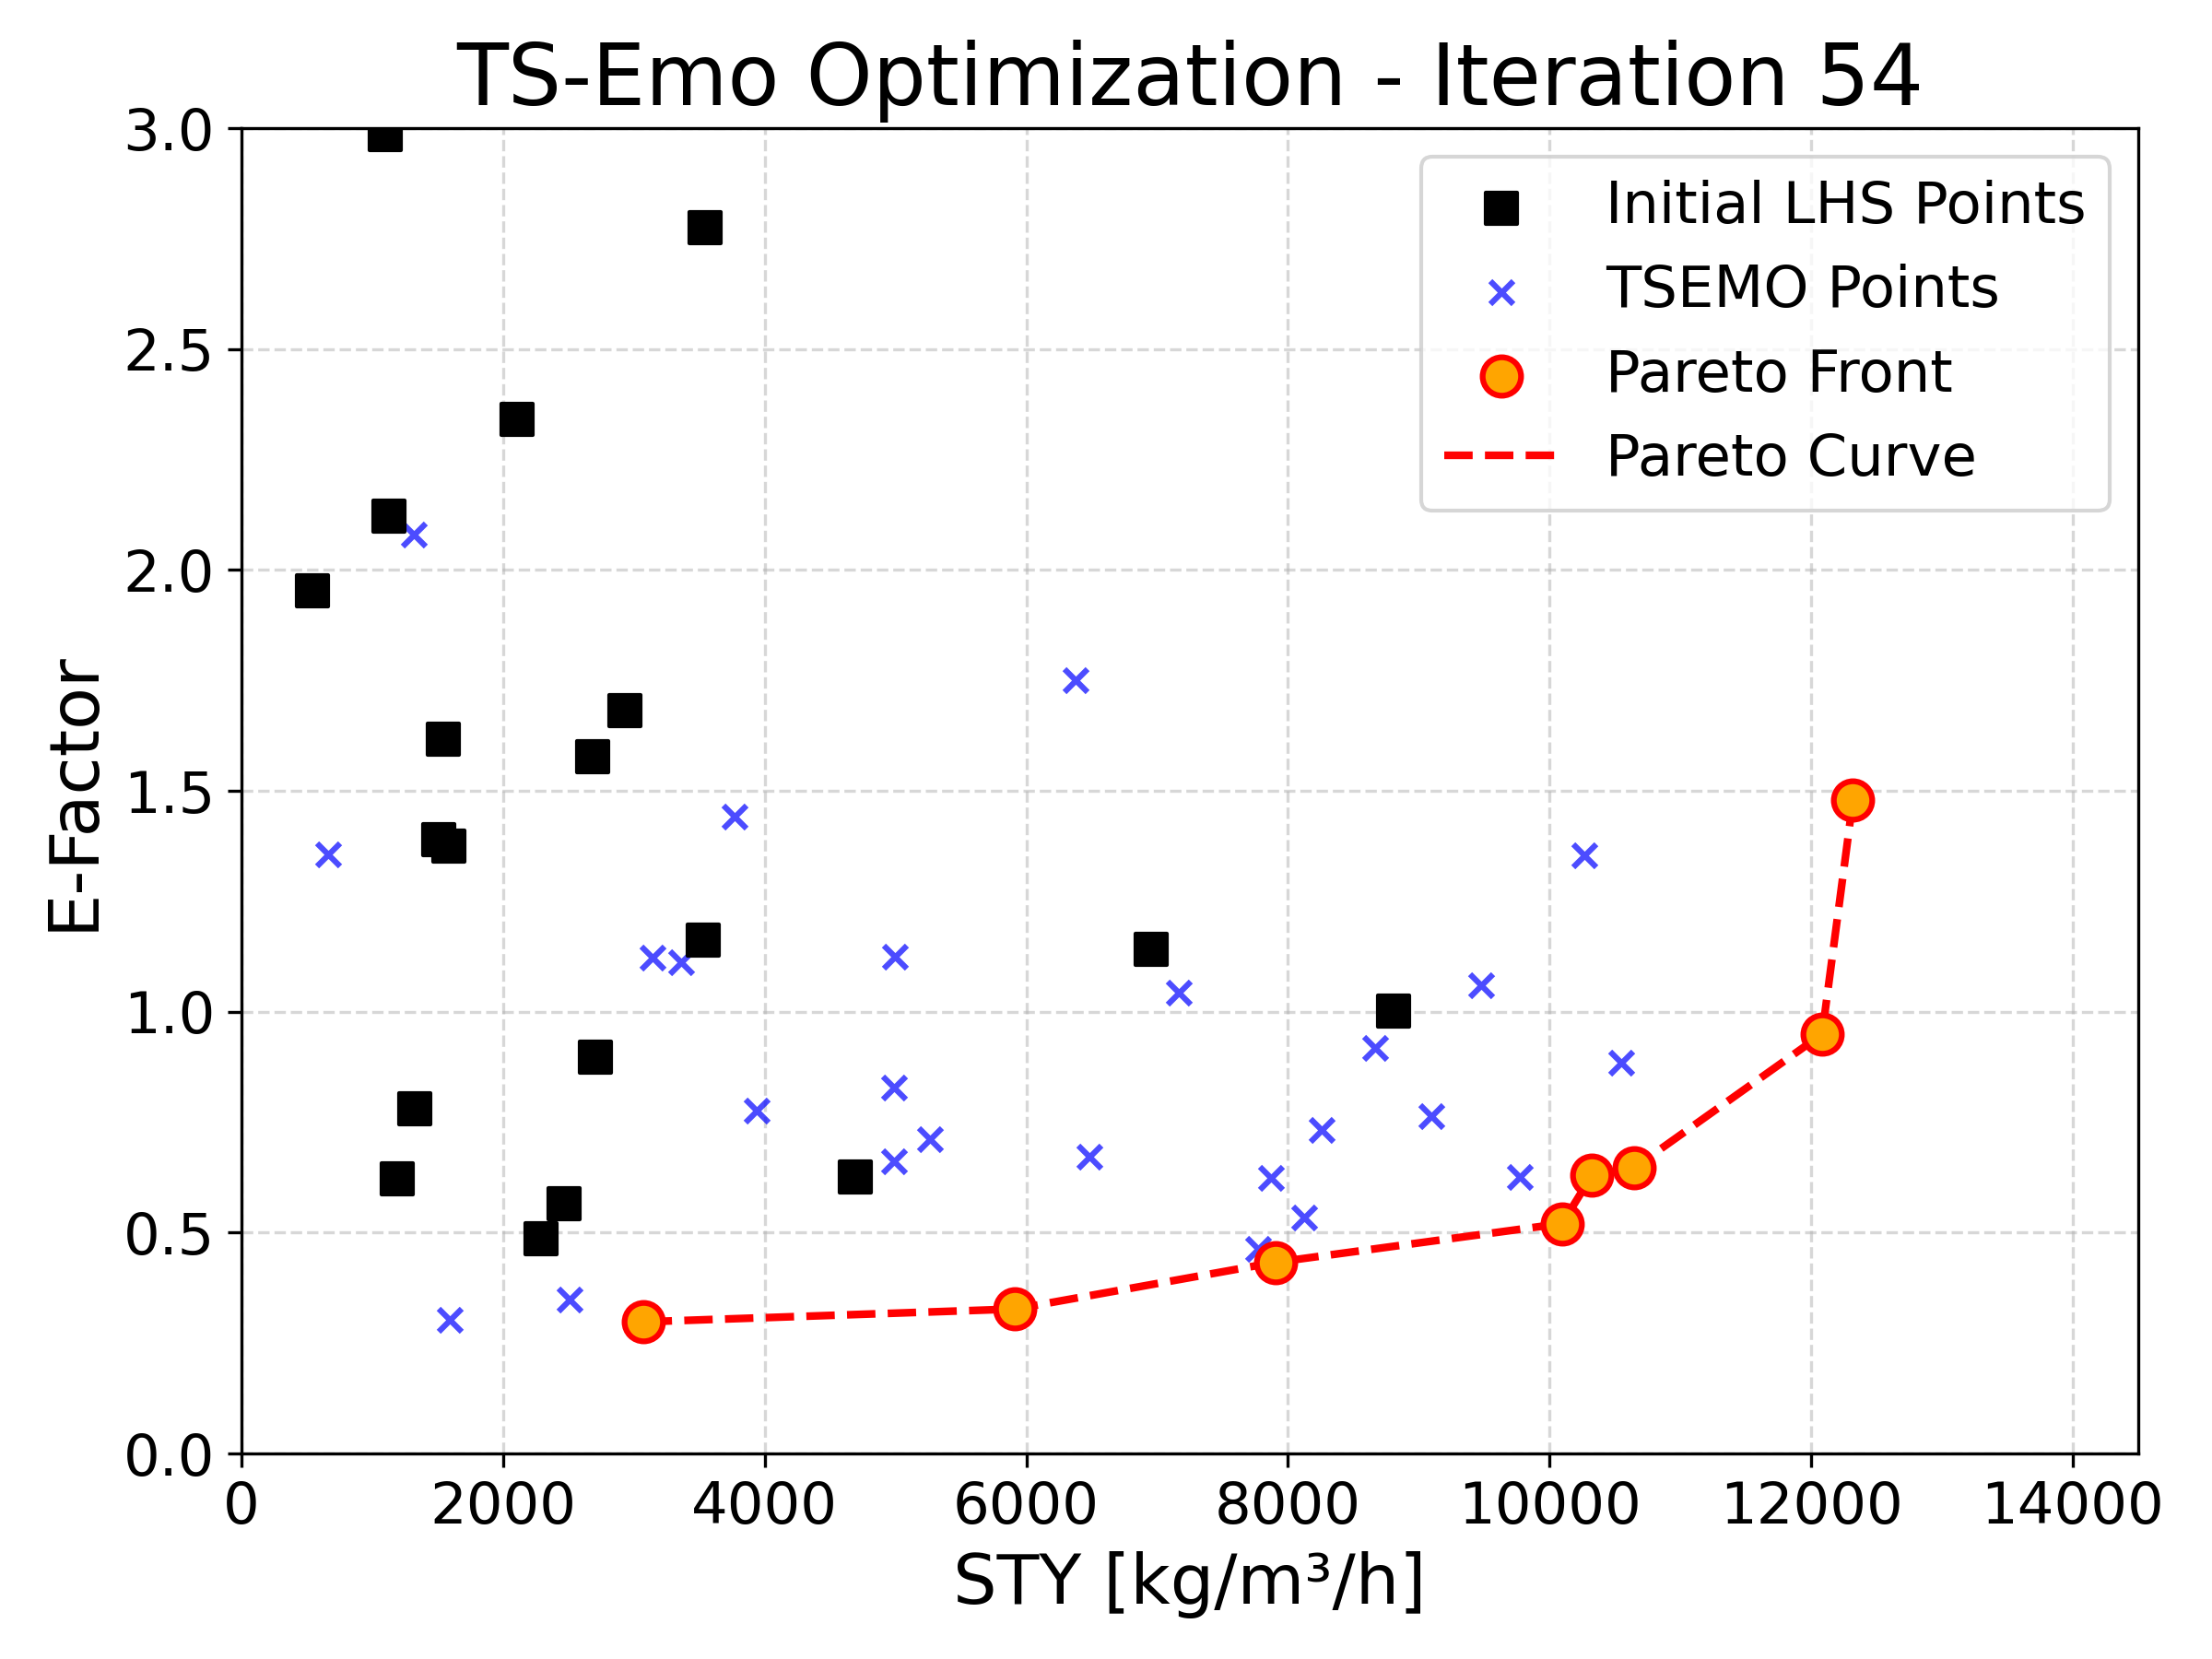 TS-Emo Optimization - Iteration 54
3.0
2.5
2.0
1.5
1.0
0.5
0.0
E-Factor
Initial LHS Points
TSEMO Points
Pareto Front
Pareto Curve
0 2000 4000 6000 8000 10000 12000 14000
STY [kg/m³/h]